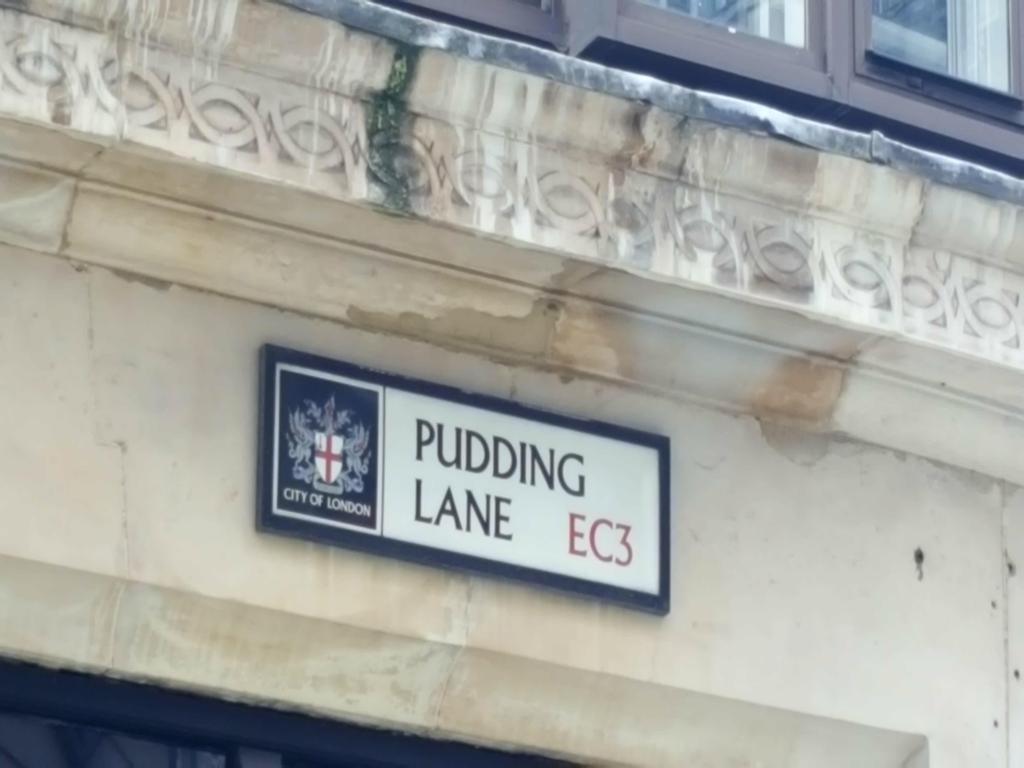 CITY OF LONDON
PUDDING
LANE
EC3